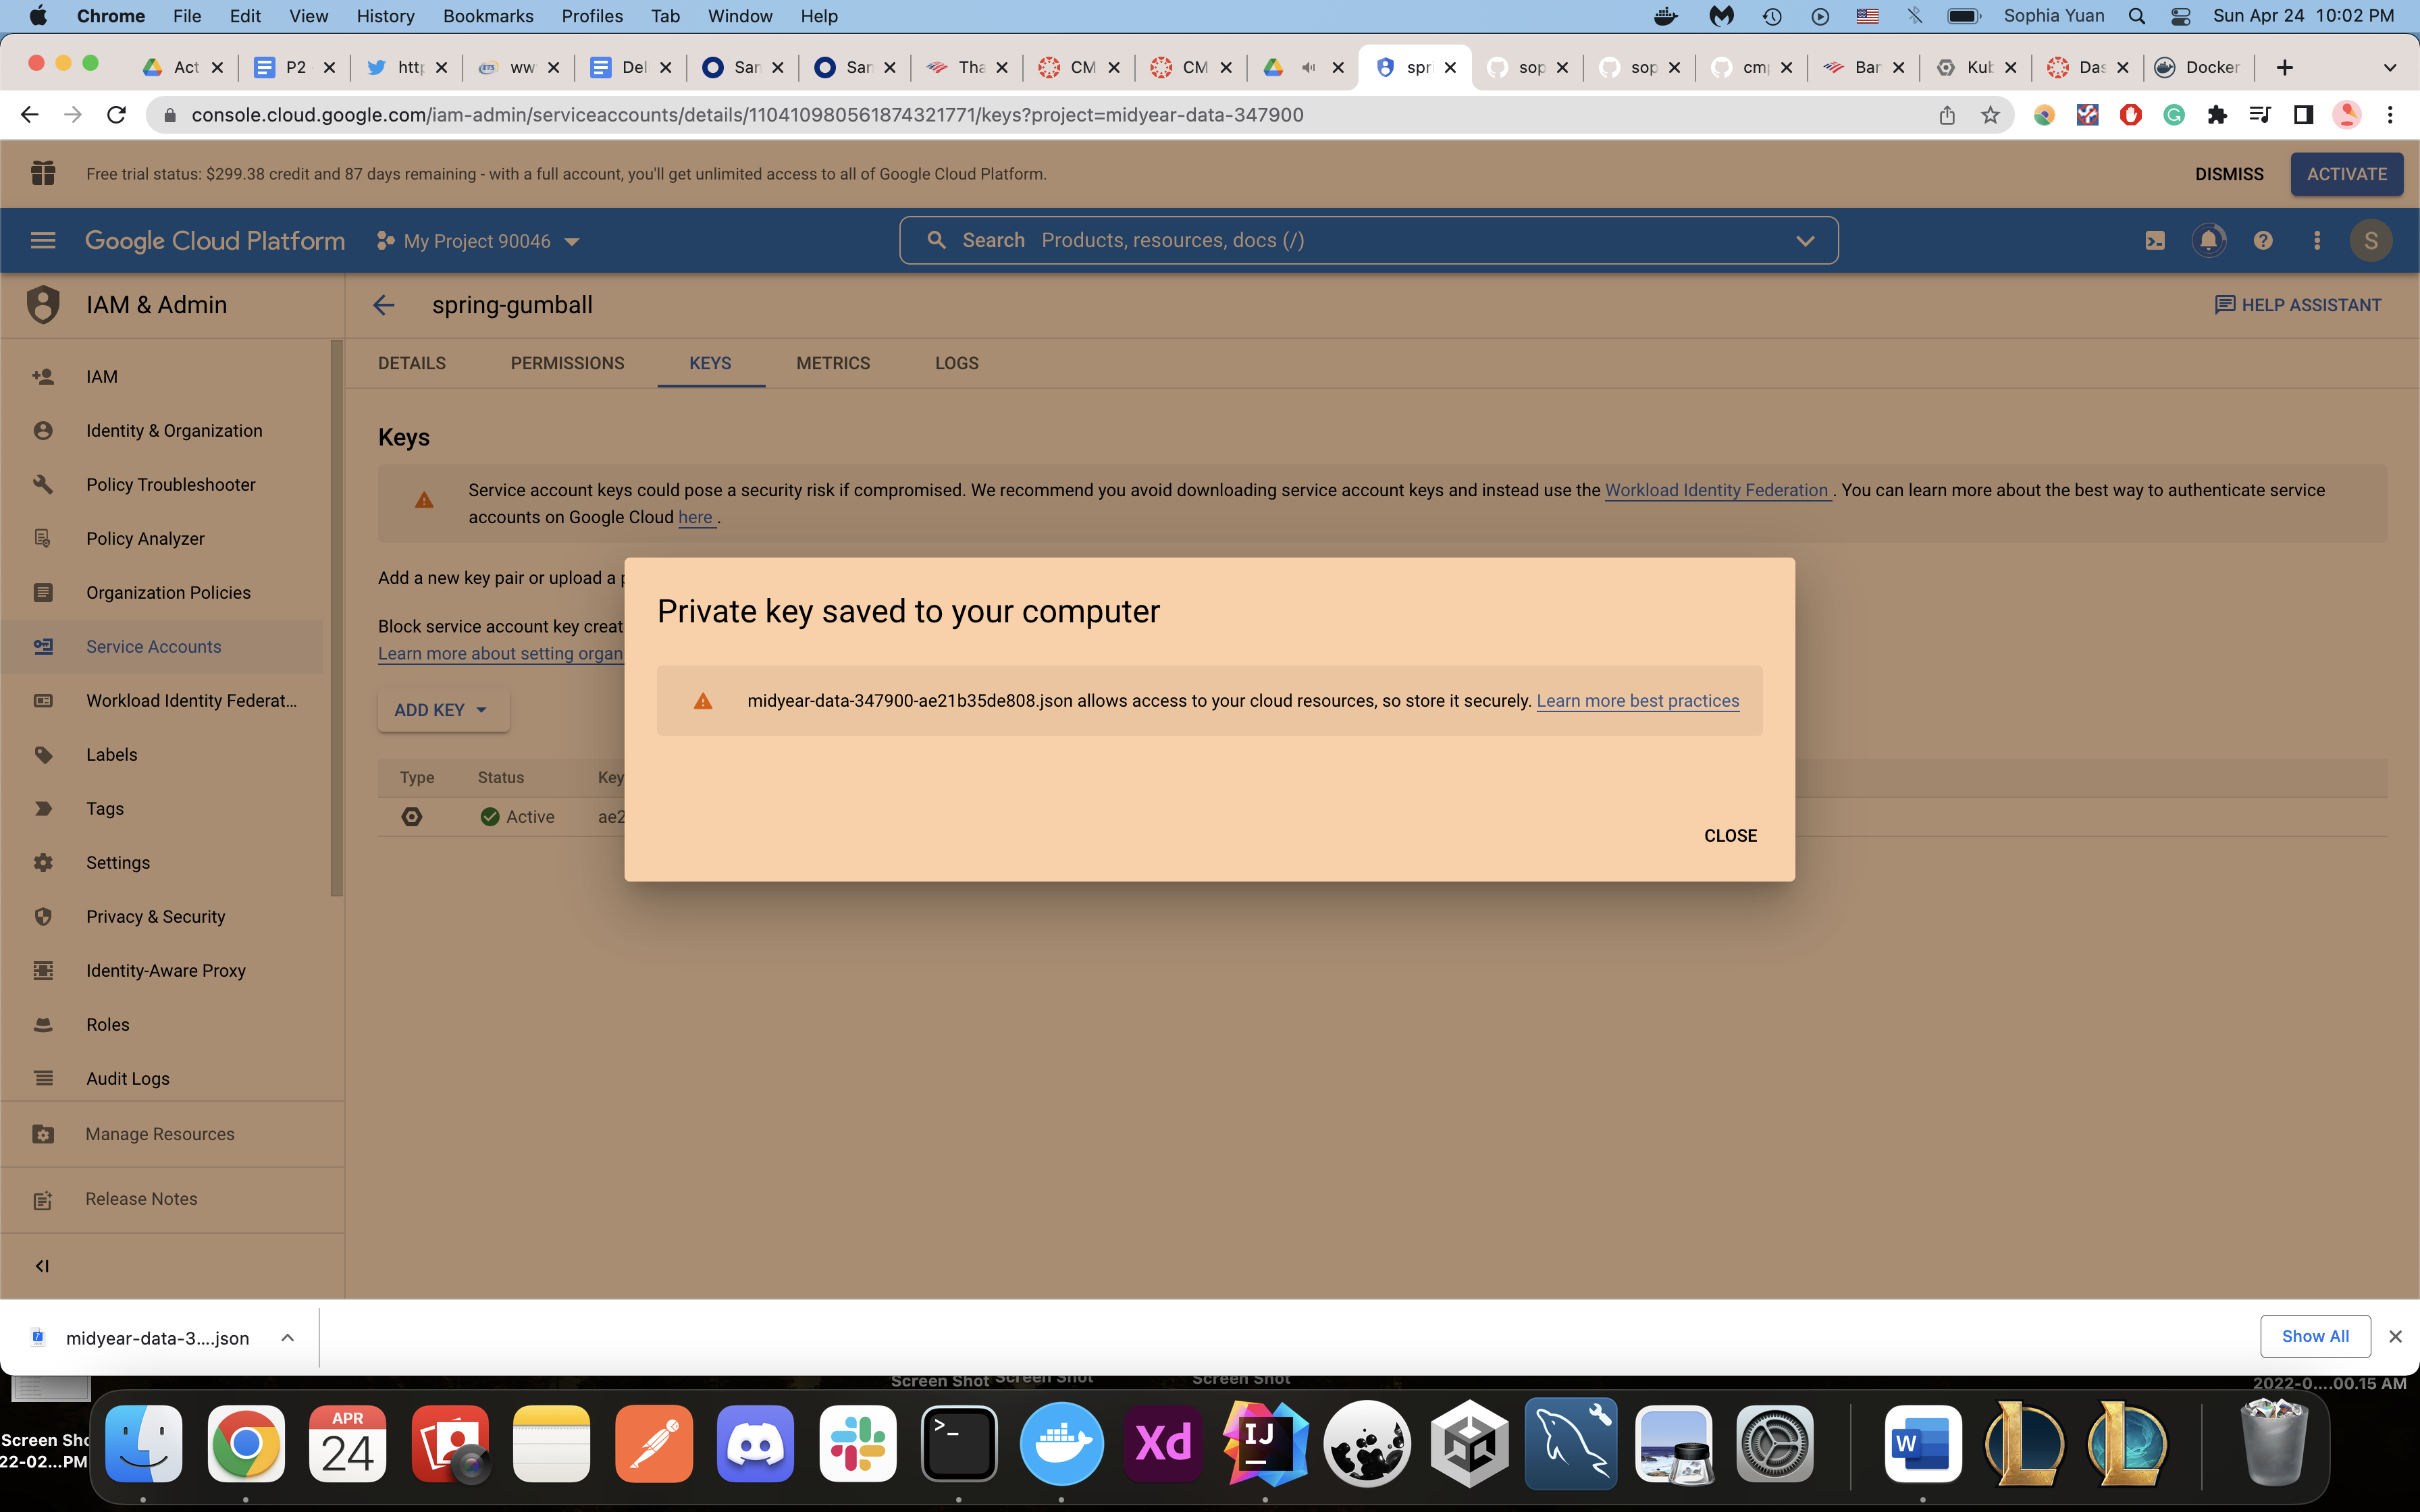 Chrome File Edit View History Bookmarks Profiles Tab Window Help Sophia Yuan Sun Apr 24 10:02 PM
Act P2 http ww Del San San Tha CM CM spri sop sop cmp Ban Kub Das Docker
console.cloud.google.com/iam-admin/serviceaccounts/details/110410980561874321771/keys?project=midyear-data-347900
Free trial status: $299.38 credit and 87 days remaining - with a full account, you'll get unlimited access to all of Google Cloud Platform.
DISMISS
ACTIVATE
Google Cloud Platform
My Project 90046
Search Products, resources, docs (/)
S
IAM & Admin
spring-gumball
HELP ASSISTANT
DETAILS PERMISSIONS KEYS METRICS LOGS
IAM
Identity & Organization
Policy Troubleshooter
Policy Analyzer
Organization Policies
Service Accounts
Workload Identity Federat...
Labels
Tags
Settings
Privacy & Security
Identity-Aware Proxy
Roles
Audit Logs
Manage Resources
Release Notes
Keys
Service account keys could pose a security risk if compromised. We recommend you avoid downloading service account keys and instead use the Workload Identity Federation . You can learn more about the best way to authenticate service
accounts on Google Cloud here .
Add a new key pair or upload a p
Block service account key creat
Learn more about setting organ
ADD KEY
Type Status Key
Active ae2
Private key saved to your computer
midyear-data-347900-ae21b35de808.json allows access to your cloud resources, so store it securely. Learn more best practices
CLOSE
midyear-data-3....json
Show All
Screen Shot Screen Shot Screen Shot
2022-0....00.15 AM
Screen Sho
22-02...PM
APR
24
Xd
IJ
W